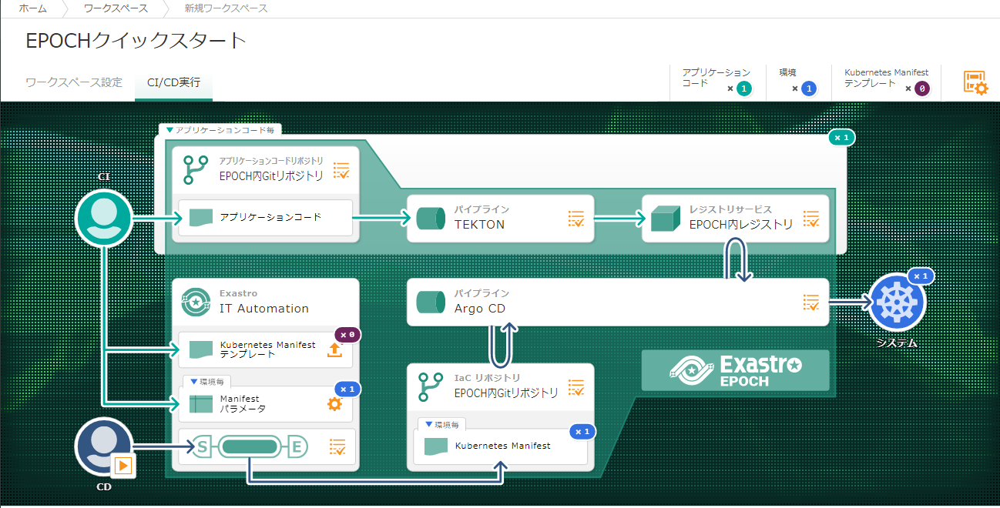 ホーム
ワークスペース
新規ワークスペース
EPOCHクイックスタート
ワークスペース設定
CI/CD実行
アプリケーション
コード
× 1
環境
× 1
Kubernetes Manifest
テンプレート
× 0
▼アプリケーションコード毎
× 1
CI
アプリケーションコードリポジトリ
EPOCH内Gitリポジトリ
アプリケーションコード
パイプライン
TEKTON
レジストリサービス
EPOCH内レジストリ
Exastro
IT Automation
パイプライン
Argo CD
× 1
システム
Kubernetes Manifest
テンプレート
× 0
▼環境毎
× 1
Manifest
パラメータ
IaC リポジトリ
EPOCH内Gitリポジトリ
Exastro
EPOCH
▼環境毎
× 1
Kubernetes Manifest
S
E
CD